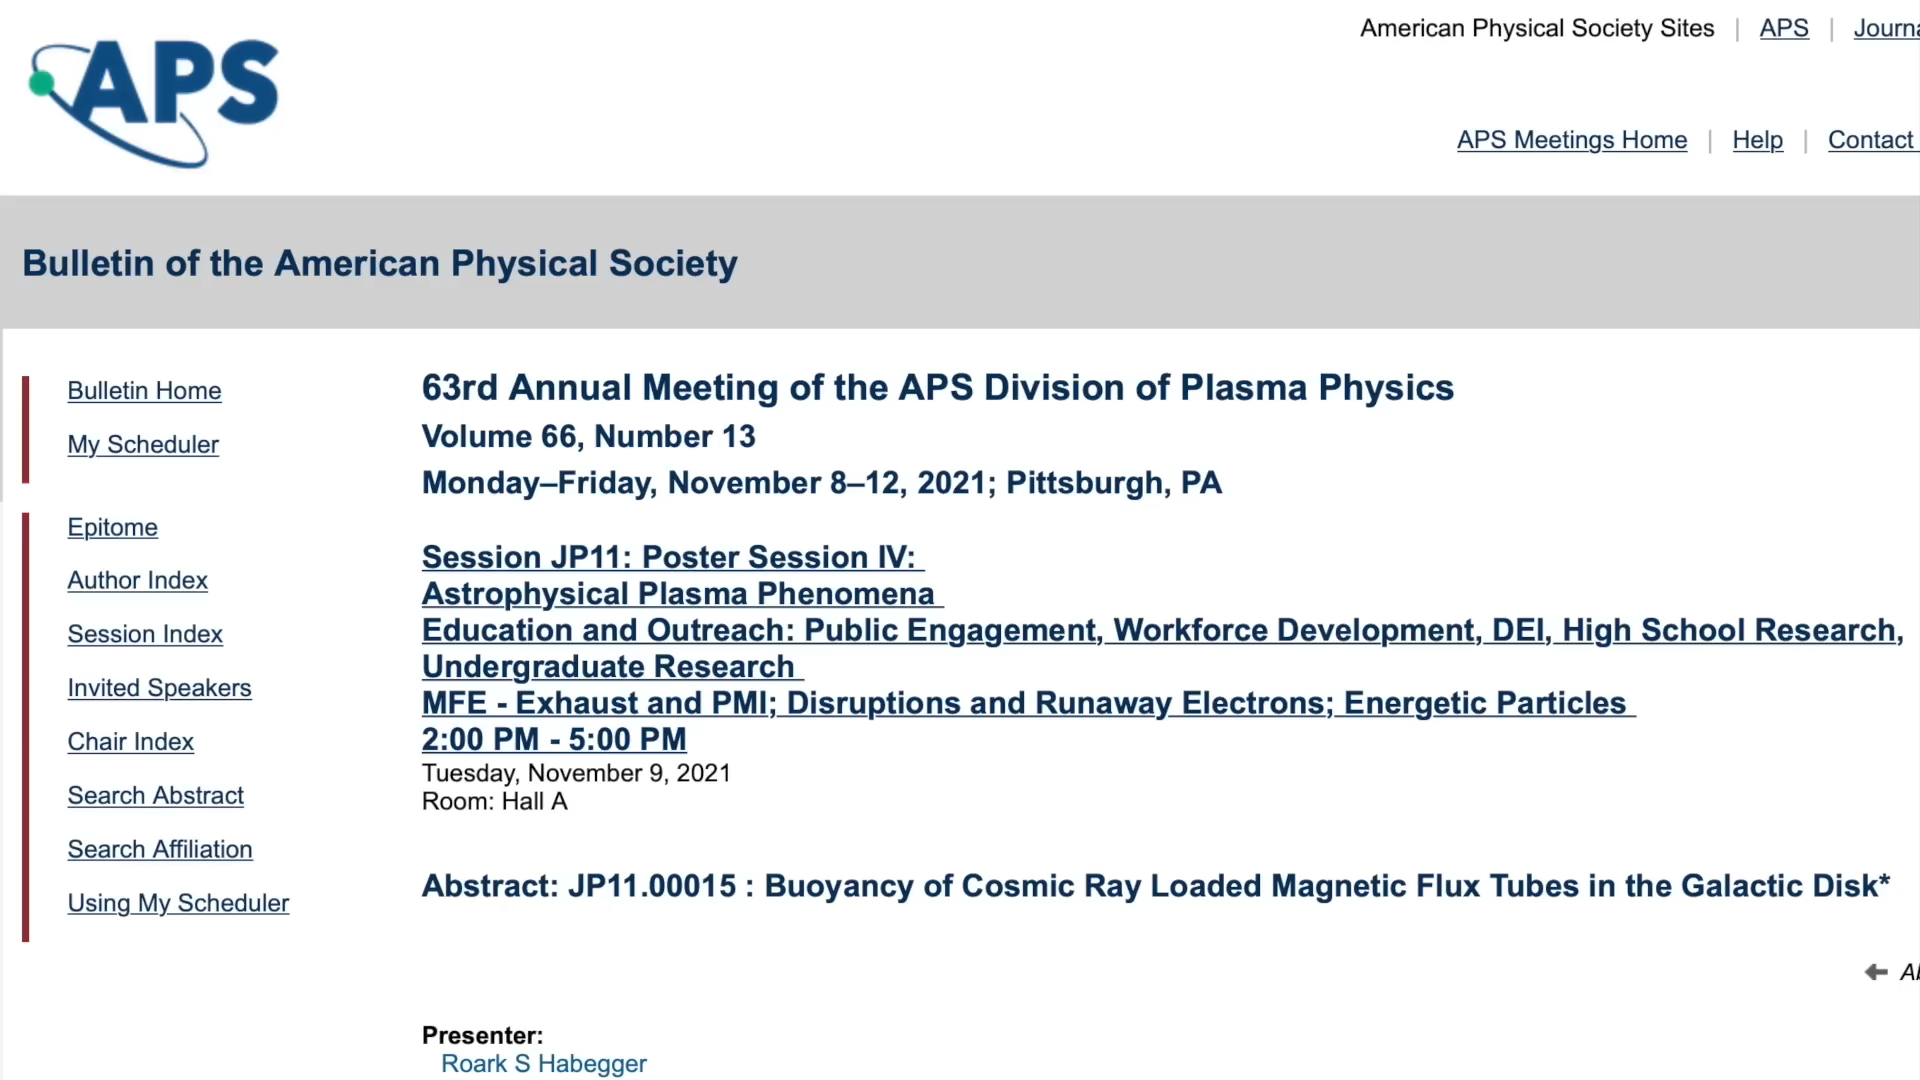 American Physical Society Sites | APS |
APS
APS Meetings Home | Help | Contact
Bulletin of the American Physical Society
Bulletin Home
My Scheduler
Epitome
Author Index
Session Index
Invited Speakers
Chair Index
Search Abstract
Search Affiliation
Using My Scheduler
63rd Annual Meeting of the APS Division of Plasma Physics
Volume 66, Number 13
Monday–Friday, November 8–12, 2021; Pittsburgh, PA
Session JP11: Poster Session IV:
Astrophysical Plasma Phenomena
Education and Outreach: Public Engagement, Workforce Development, DEI, High School Research,
Undergraduate Research
MFE - Exhaust and PMI; Disruptions and Runaway Electrons; Energetic Particles
2:00 PM - 5:00 PM
Tuesday, November 9, 2021
Room: Hall A
Abstract: JP11.00015 : Buoyancy of Cosmic Ray Loaded Magnetic Flux Tubes in the Galactic Disk*
Presenter:
Roark S Habegger